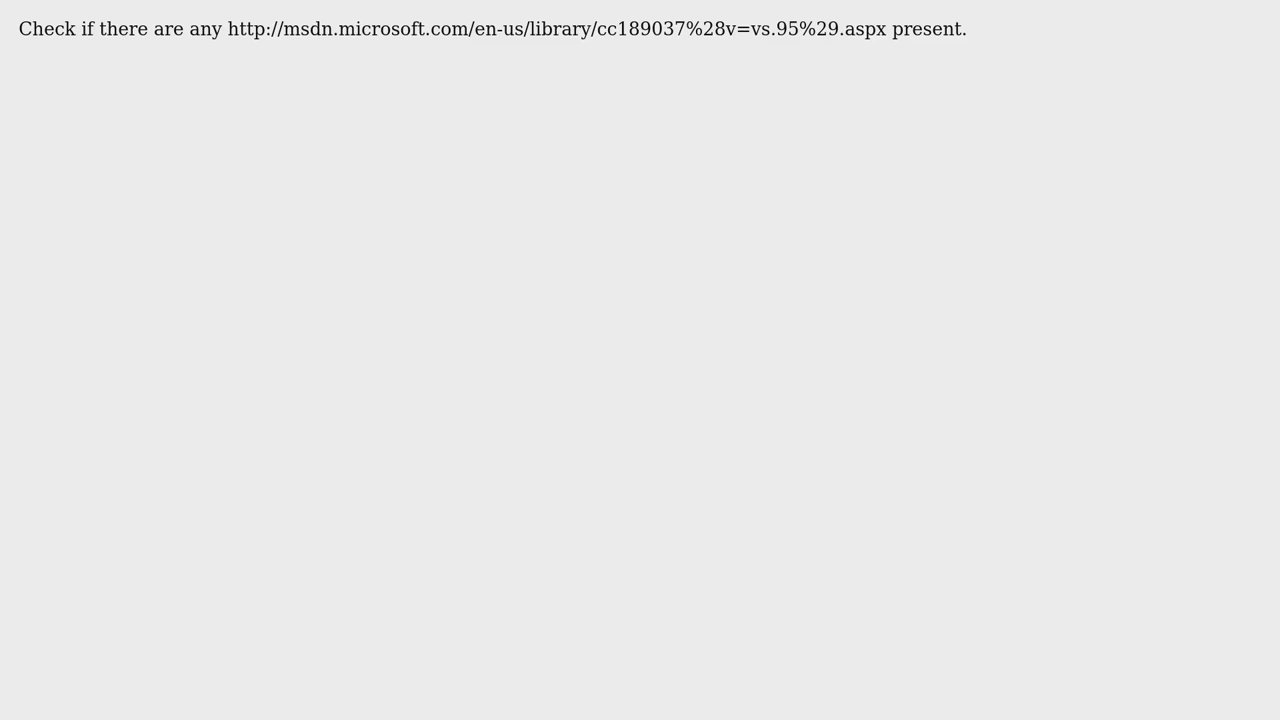 Check if there are any http://msdn.microsoft.com/en-us/library/cc189037%28v=vs.95%29.aspx present.